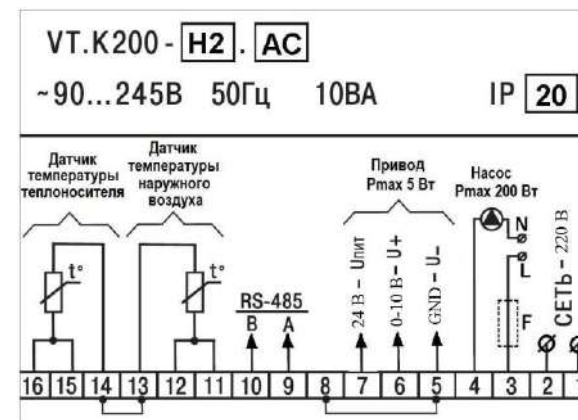 VT.K200 - H2 . AC
~90...245В 50Гц 10ВА IP 20
Датчик
температуры
теплоносителя
Датчик
температуры
наружного
воздуха
Привод
Pmax 5 Вт
Насос
Pmax 200 Вт
t°
t°
RS-485
B A
24 В - Uпит
0-10 В - U+
GND - U-
N
L
F
СЕТЬ - 220 В
16 15 14 13 12 11 10 9 8 7 6 5 4 3 2 1